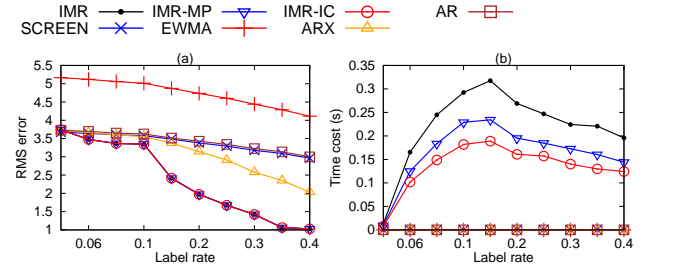 IMR IMR-MP IMR-IC AR
SCREEN EWMA ARX
(a)
RMS error
5.5
5
4.5
4
3.5
3
2.5
2
1.5
1
0.06 0.1 0.2 0.3 0.4
Label rate
(b)
Time cost (s)
0.35
0.3
0.25
0.2
0.15
0.1
0.05
0
0.06 0.1 0.2 0.3 0.4
Label rate